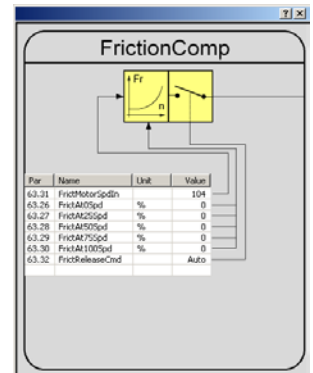 FrictionComp
Fr
n
Par Name Unit Value
63.31 FrictMotorSpdIn 104
63.26 FrictAt0Spd % 0
63.27 FrictAt25Spd % 0
63.28 FrictAt50Spd % 0
63.29 FrictAt75Spd % 0
63.30 FrictAt100Spd % 0
63.32 FrictReleaseCmd Auto